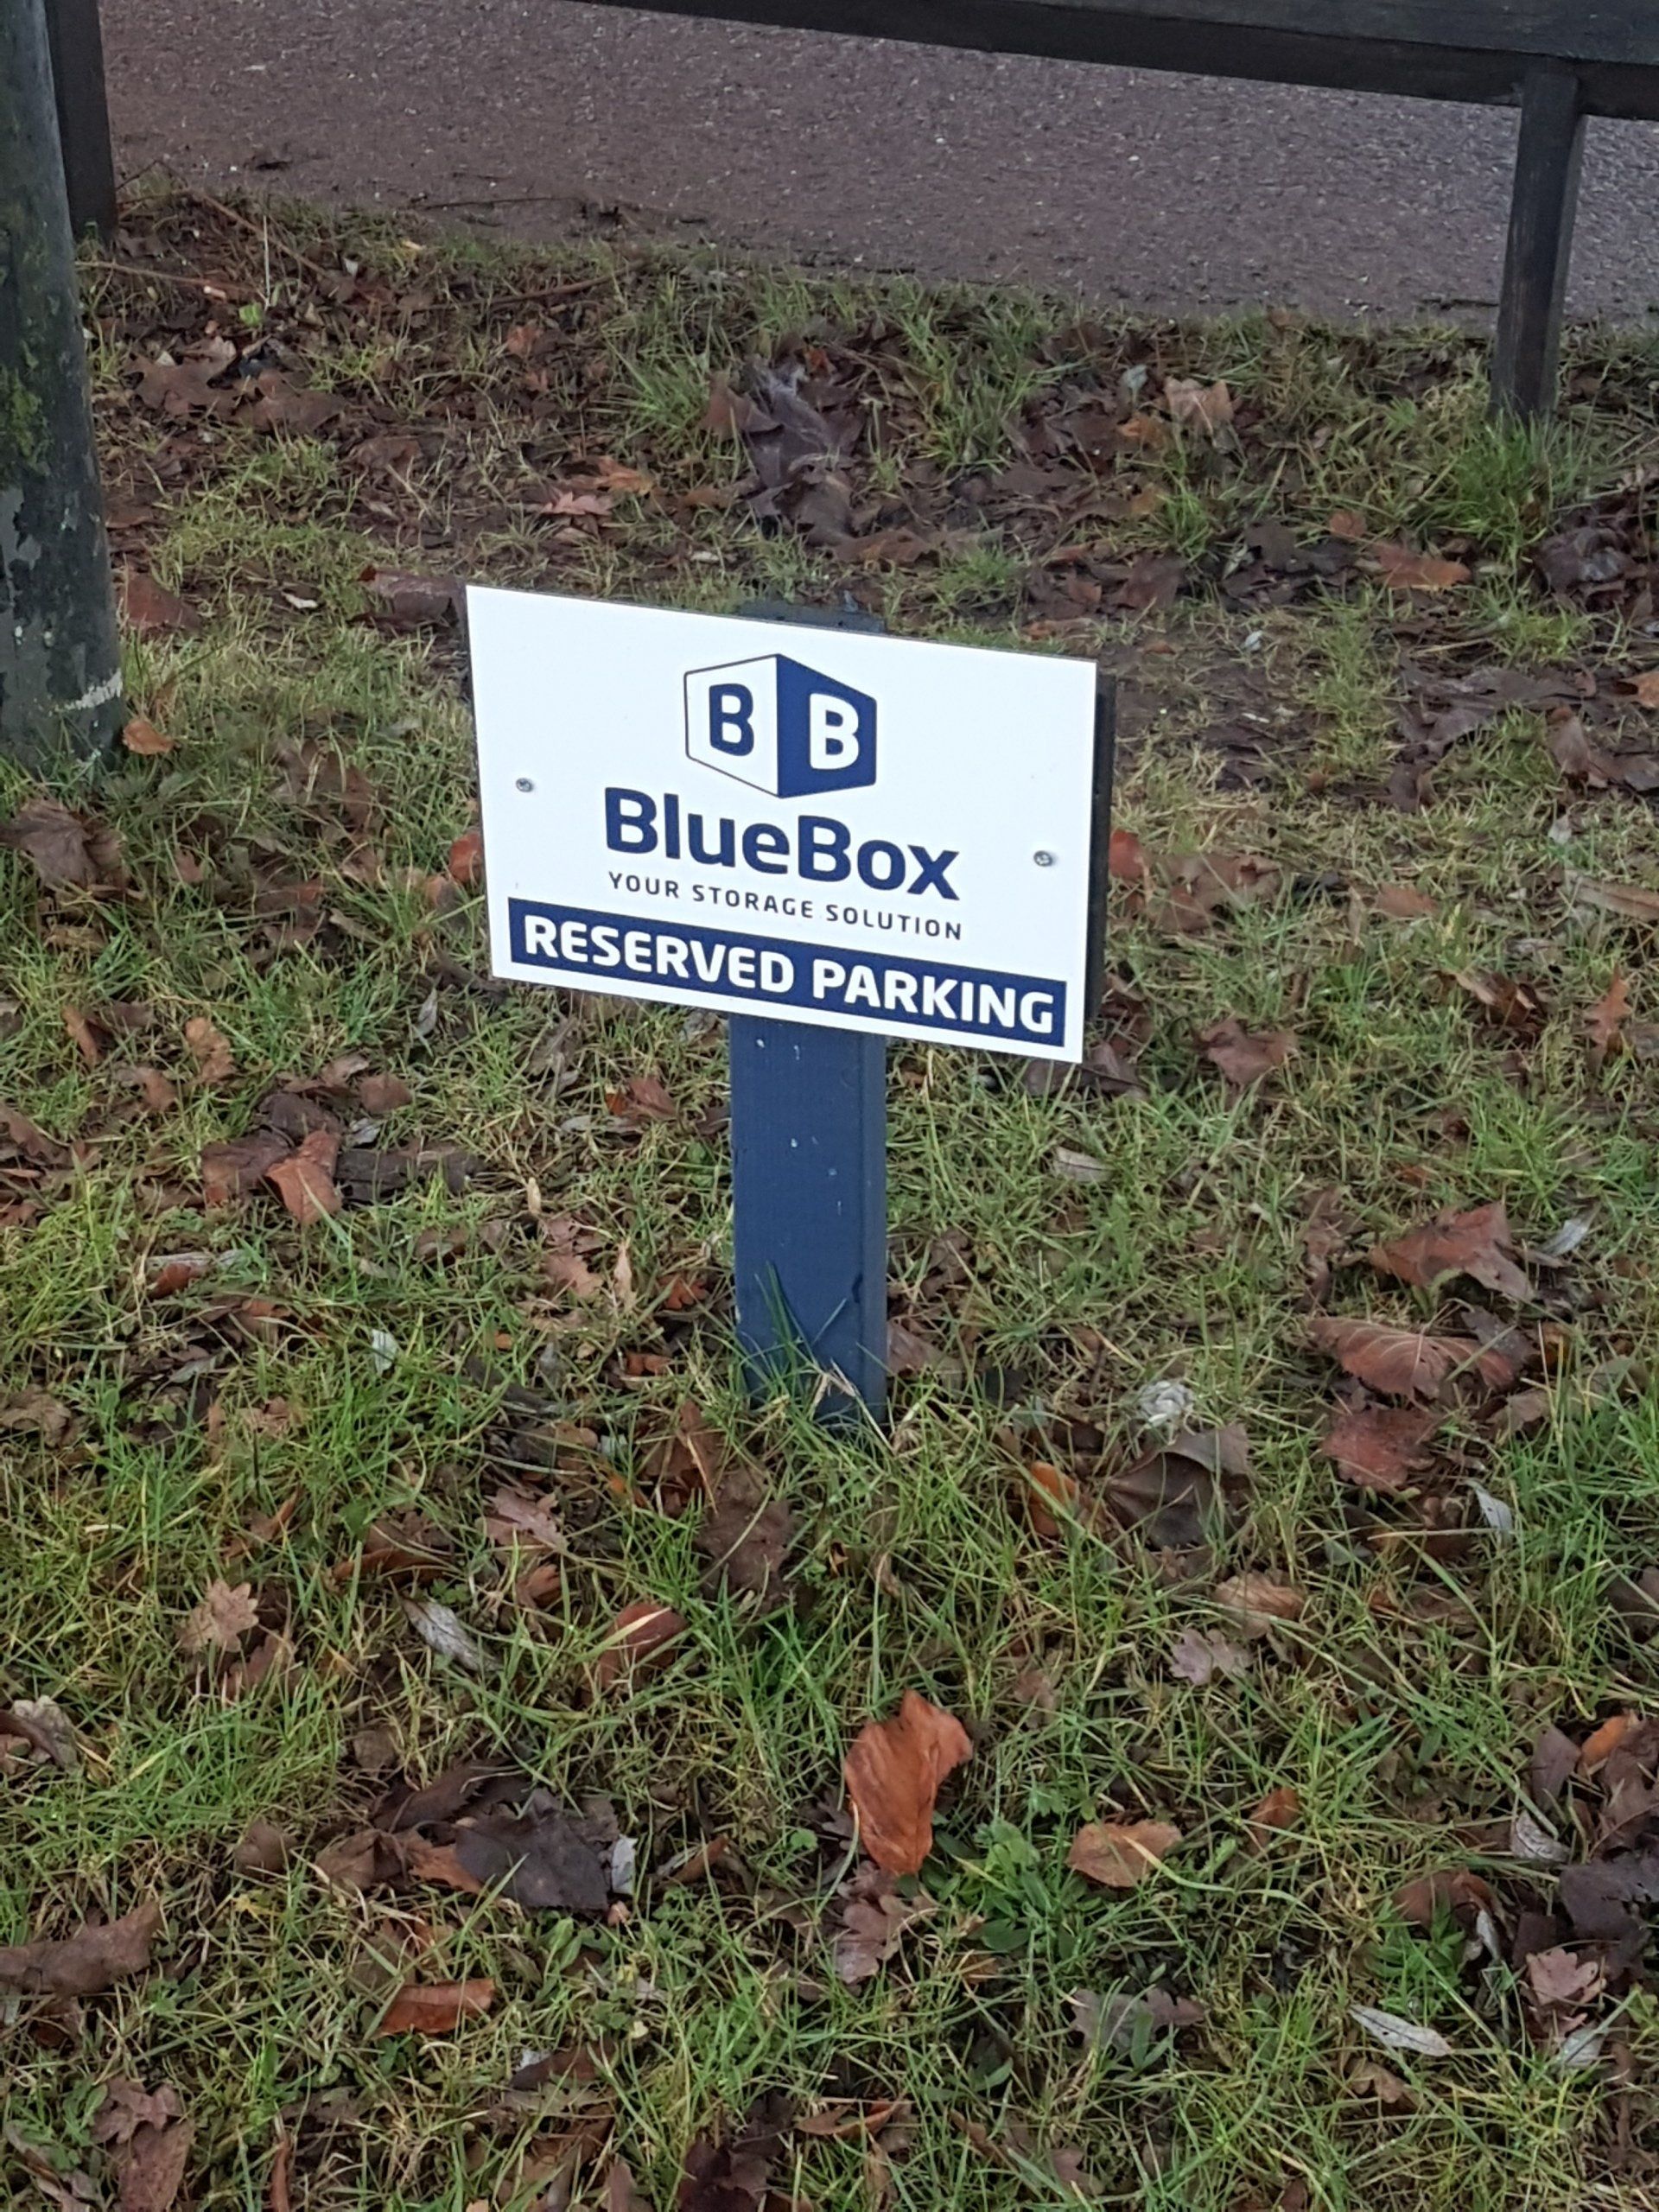 B B
BlueBox
YOUR STORAGE SOLUTION
RESERVED PARKING